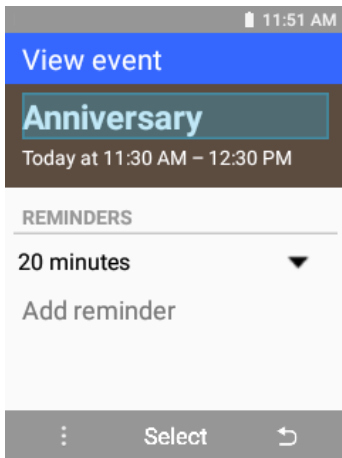 11:51 AM
View event
Anniversary
Today at 11:30 AM – 12:30 PM
REMINDERS
20 minutes
Add reminder
Select